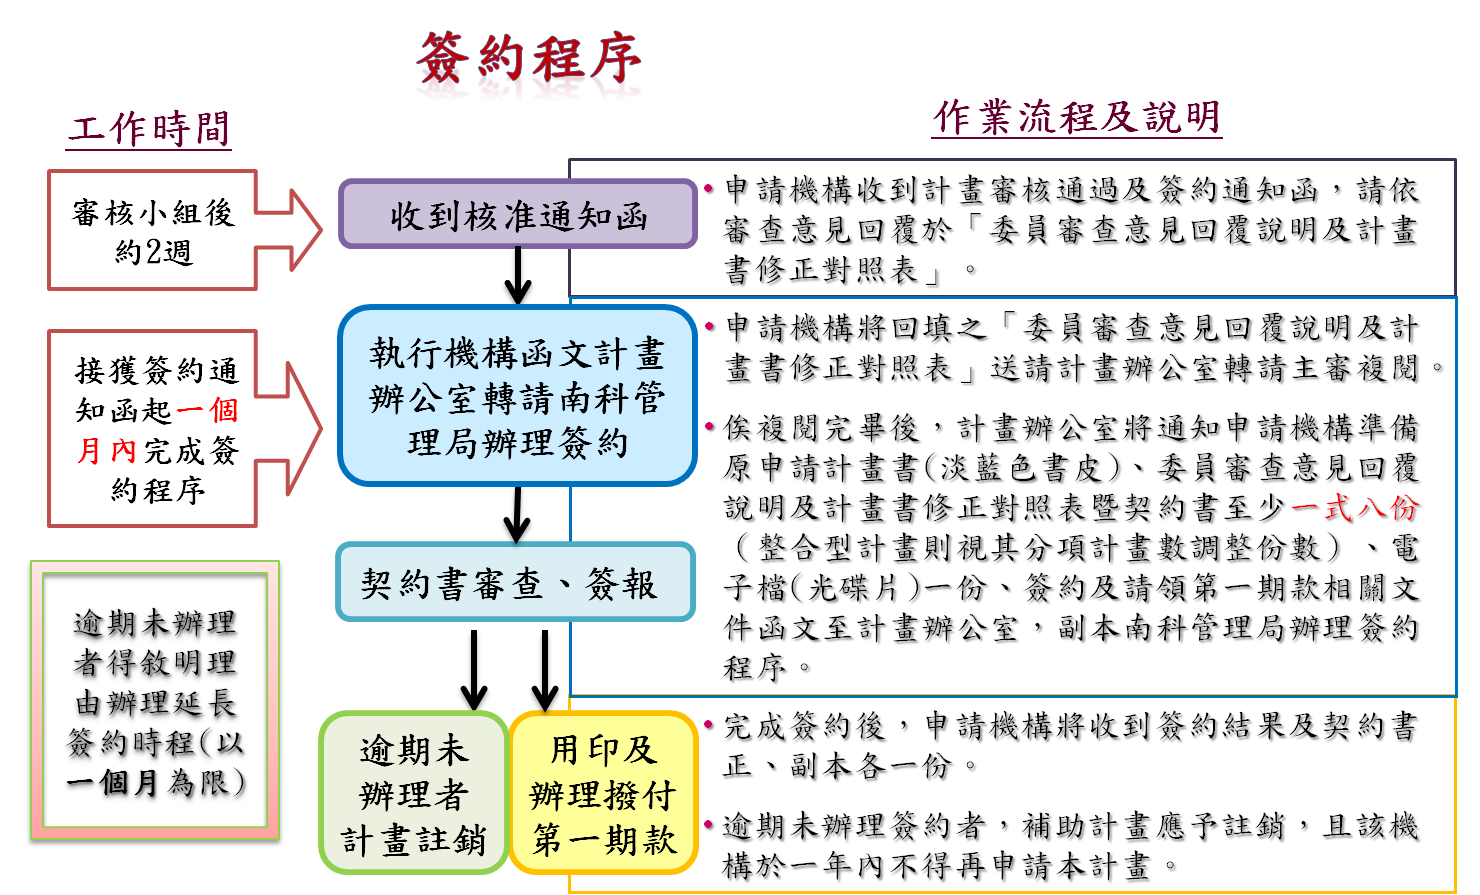 簽約程序
工作時間
作業流程及說明
審核小組後
約2週
收到核准通知函
•申請機構收到計畫審核通過及簽約通知函，請依
審查意見回覆於「委員審查意見回覆說明及計畫
書修正對照表」。
接獲簽約通
知函起一個
月內完成簽
約程序
執行機構函文計畫
辦公室轉請南科管
理局辦理簽約
•申請機構將回填之「委員審查意見回覆說明及計
畫書修正對照表」送請計畫辦公室轉請主審複閱。
•俟複閱完畢後，計畫辦公室將通知申請機構準備
原申請計畫書(淡藍色書皮)、委員審查意見回覆
說明及計畫書修正對照表暨契約書至少一式八份
（整合型計畫則視其分項計畫數調整份數）、電
子檔(光碟片)一份、簽約及請領第一期款相關文
件函文至計畫辦公室，副本南科管理局辦理簽約
程序。
契約書審查、簽報
逾期未辦理
者得敘明理
由辦理延長
簽約時程(以
一個月為限)
逾期未
辦理者
計畫註銷
用印及
辦理撥付
第一期款
•完成簽約後，申請機構將收到簽約結果及契約書
正、副本各一份。
•逾期未辦理簽約者，補助計畫應予註銷，且該機
構於一年內不得再申請本計畫。